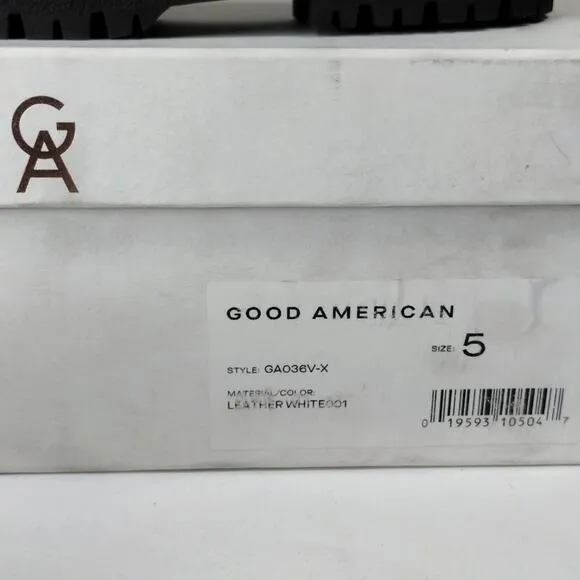 GA
GOOD AMERICAN
SIZE: 5
STYLE: GA036V-X
MATERIAL/COLOR:
LEATHER WHITE001
0 19593 10504 7